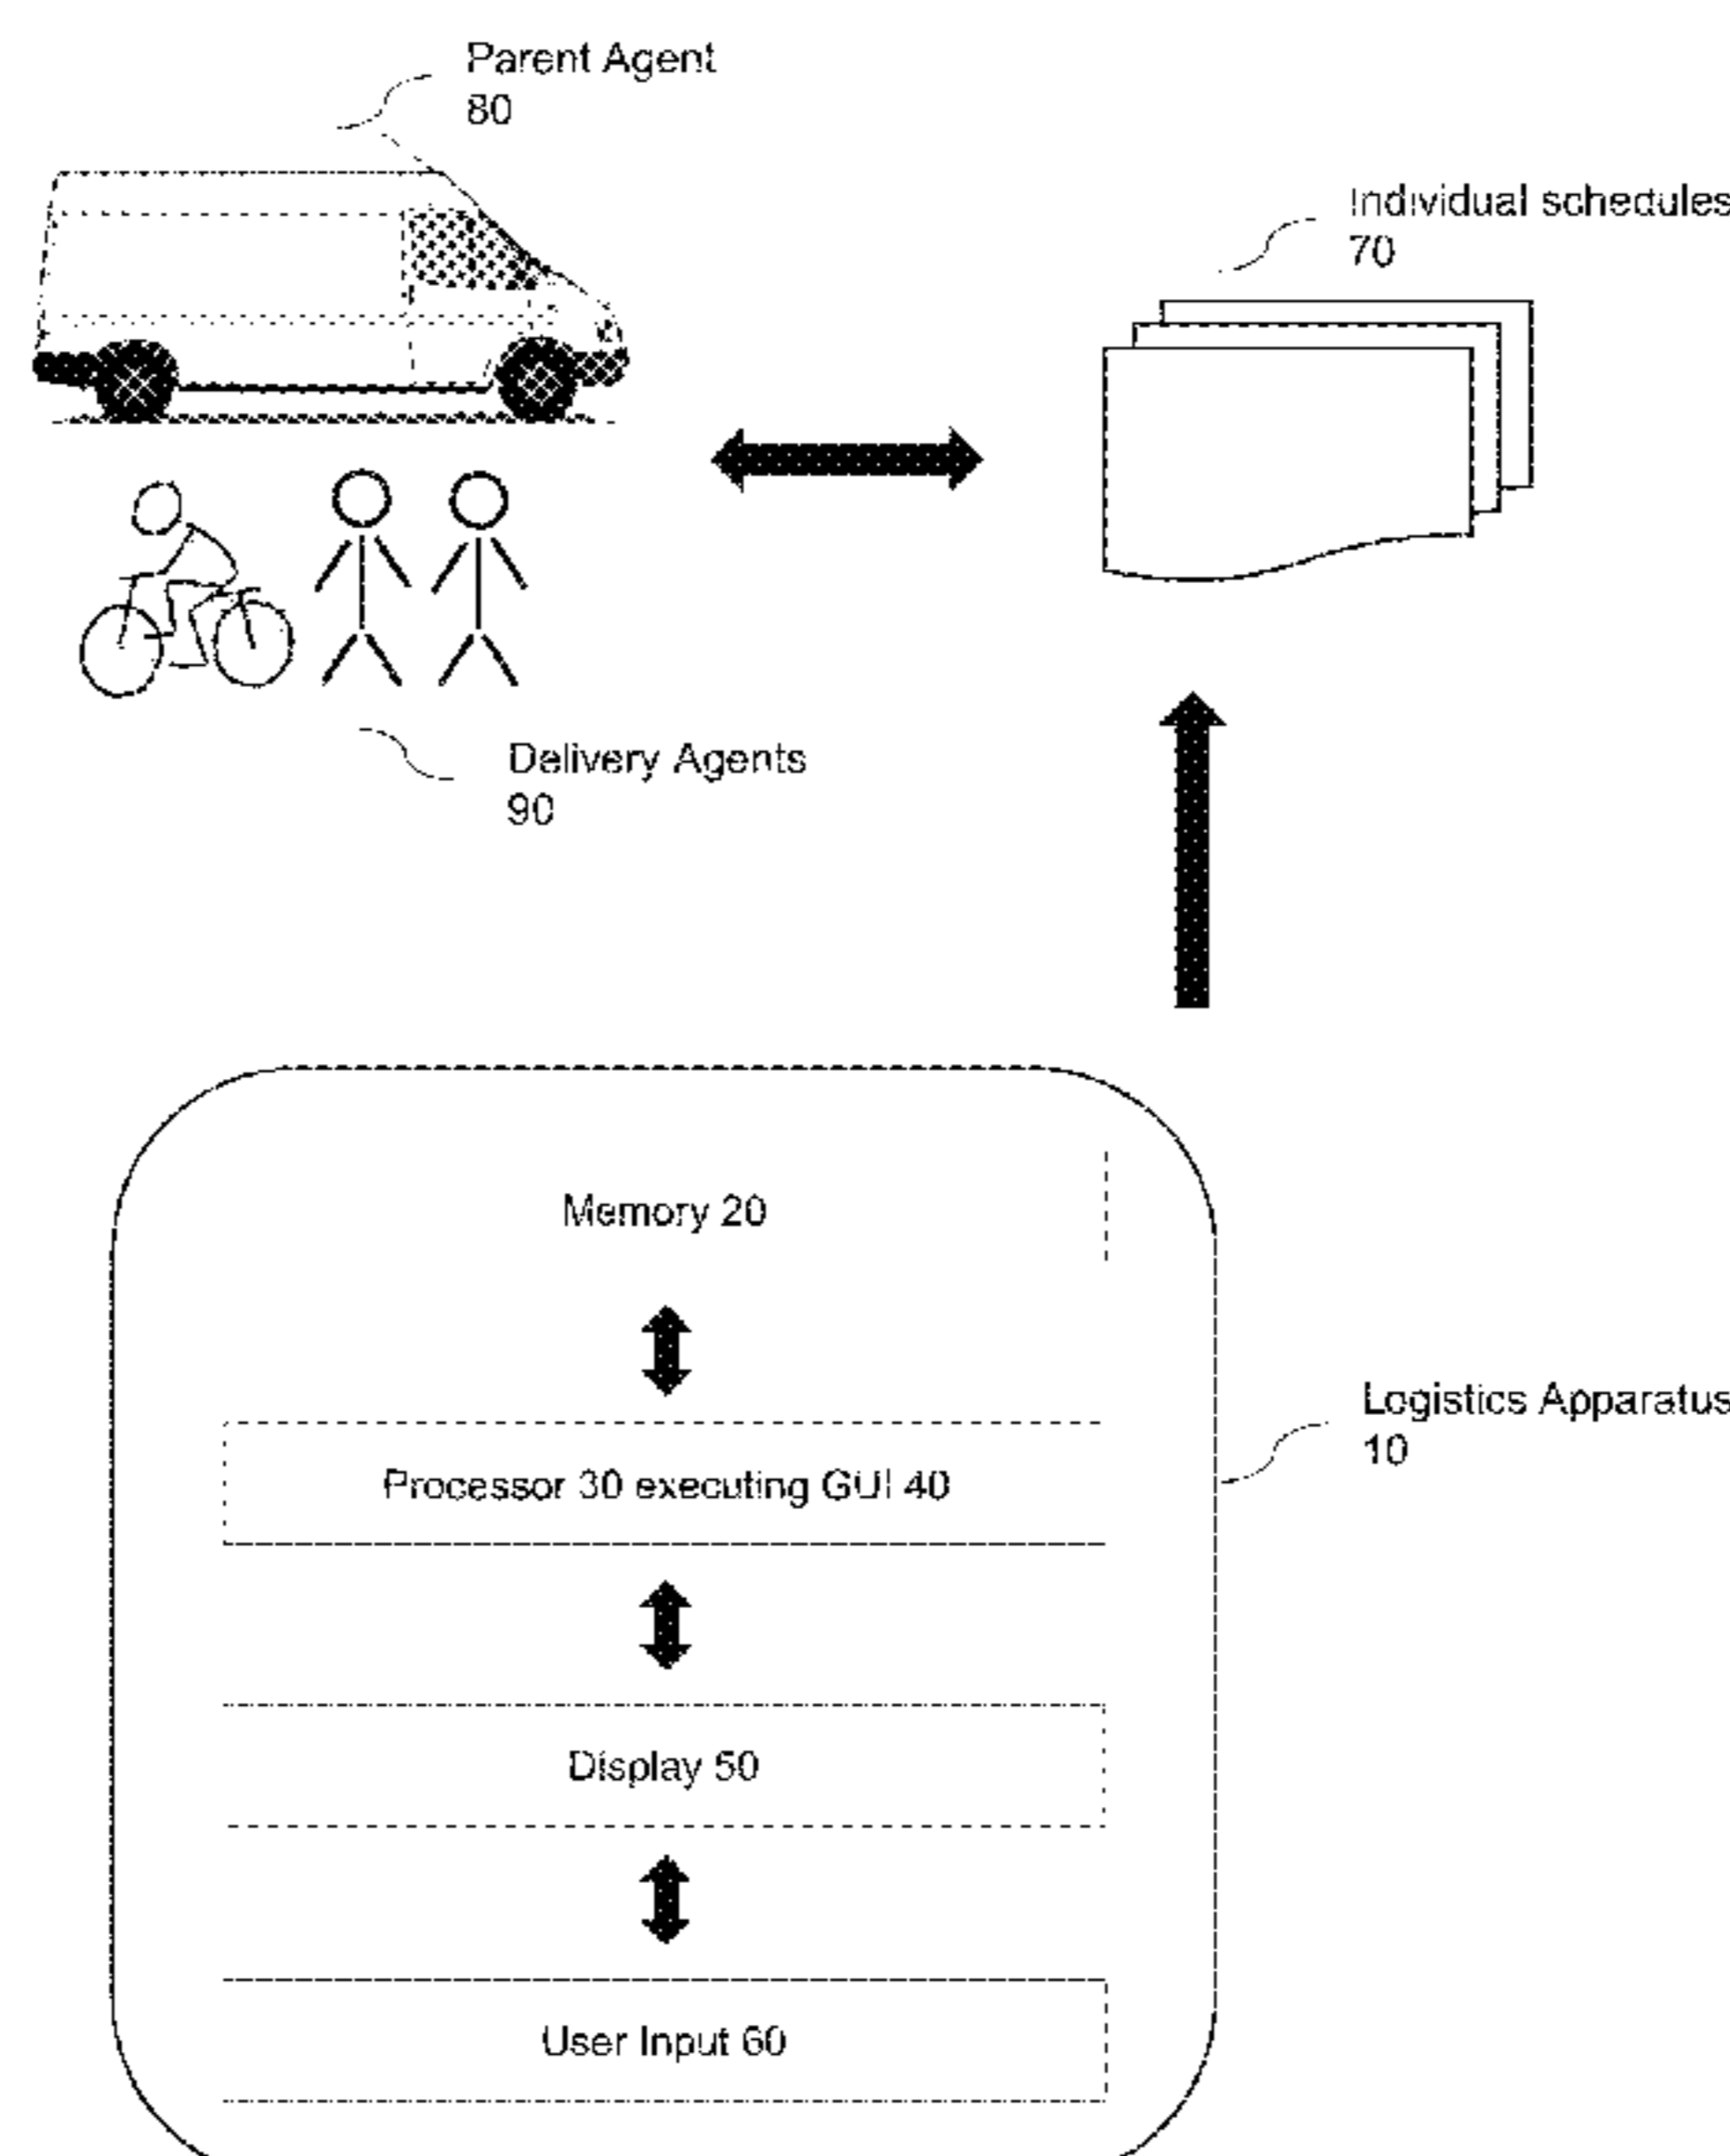 Parent Agent
80
Individual schedules
70
Delivery Agents
90
Memory 20
Processor 30 executing GUI 40
Logistics Apparatus
10
Display 50
User Input 60